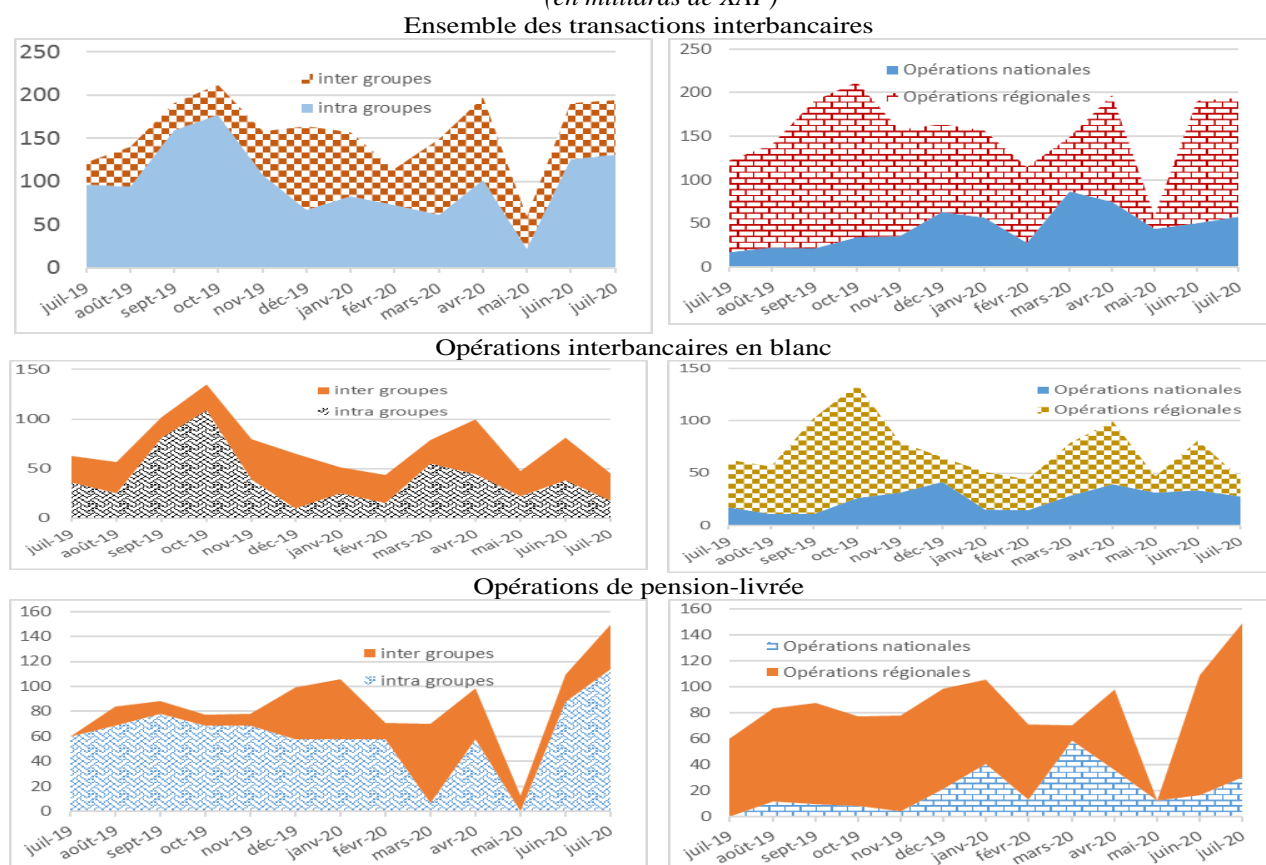 (en milliards de XAF)
Ensemble des transactions interbancaires
250
200
150
100
50
0
inter groupes
intra groupes
juil-19 août-19 sept-19 oct-19 nov-19 déc-19 janv-20 févr-20 mars-20 avr-20 mai-20 juin-20 juil-20
250
200
150
100
50
0
Opérations nationales
Opérations régionales
juil-19 août-19 sept-19 oct-19 nov-19 déc-19 janv-20 févr-20 mars-20 avr-20 mai-20 juin-20 juil-20
Opérations interbancaires en blanc
150
100
50
0
inter groupes
intra groupes
juil-19 août-19 sept-19 oct-19 nov-19 déc-19 janv-20 févr-20 mars-20 avr-20 mai-20 juin-20 juil-20
150
100
50
0
Opérations nationales
Opérations régionales
juil-19 août-19 sept-19 oct-19 nov-19 déc-19 janv-20 févr-20 mars-20 avr-20 mai-20 juin-20 juil-20
Opérations de pension-livrée
160
140
120
100
80
60
40
20
0
inter groupes
intra groupes
juil-19 août-19 sept-19 oct-19 nov-19 déc-19 janv-20 févr-20 mars-20 avr-20 mai-20 juin-20 juil-20
160
140
120
100
80
60
40
20
0
Opérations nationales
Opérations régionales
juil-19 août-19 sept-19 oct-19 nov-19 déc-19 janv-20 févr-20 mars-20 avr-20 mai-20 juin-20 juil-20